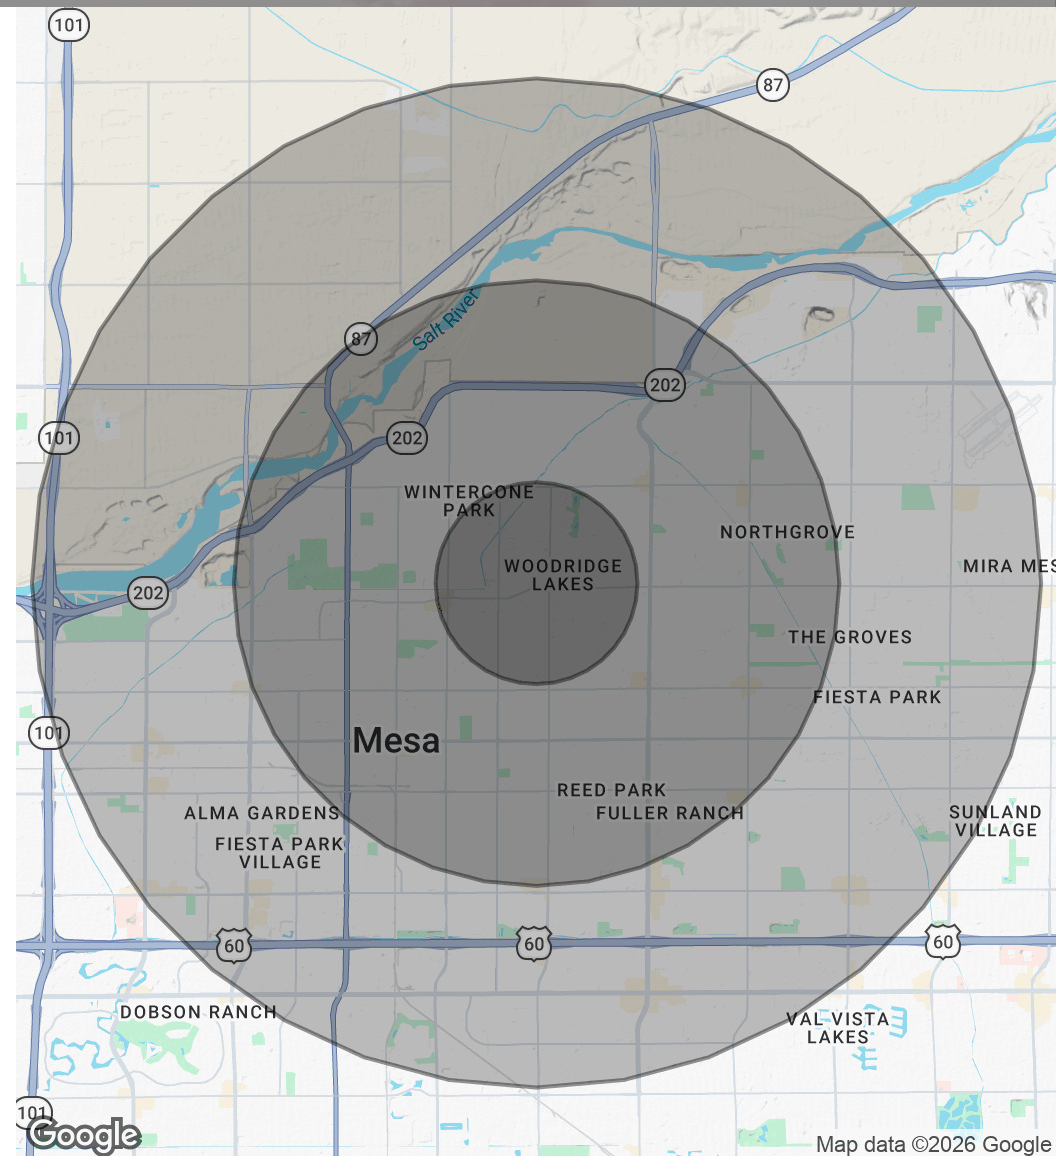 101
87
Salt River
87
202
101
202
WINTERCONE
PARK
NORTHGROVE
WOODRIDGE
LAKES
MIRA MES
202
THE GROVES
FIESTA PARK
101
Mesa
REED PARK
ALMA GARDENS
FULLER RANCH
SUNLAND
VILLAGE
FIESTA PARK
VILLAGE
60
60
60
DOBSON RANCH
VAL VISTA
LAKES
101
Google
Map data ©2026 Google